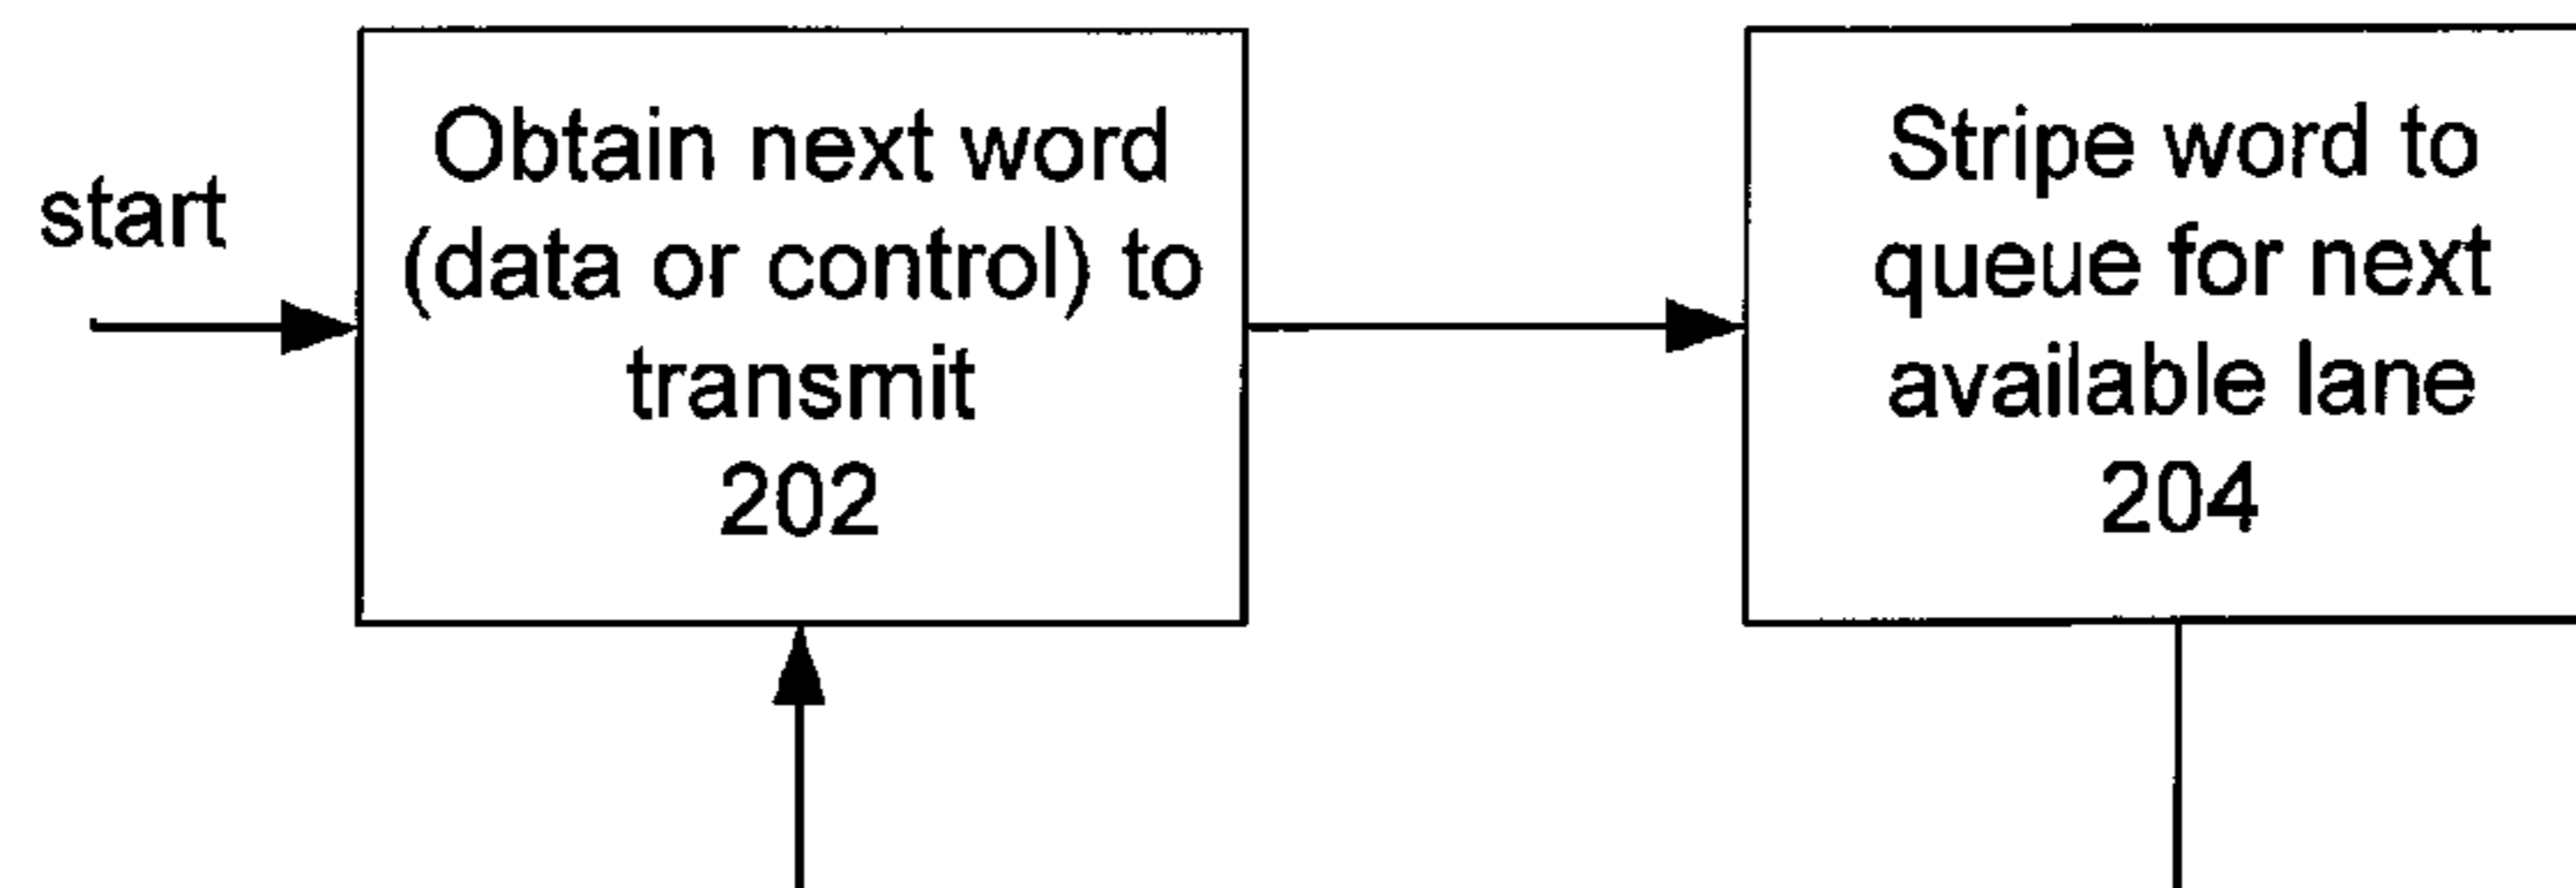 start
Obtain next word
(data or control) to
transmit
202
Stripe word to
queue for next
available lane
204